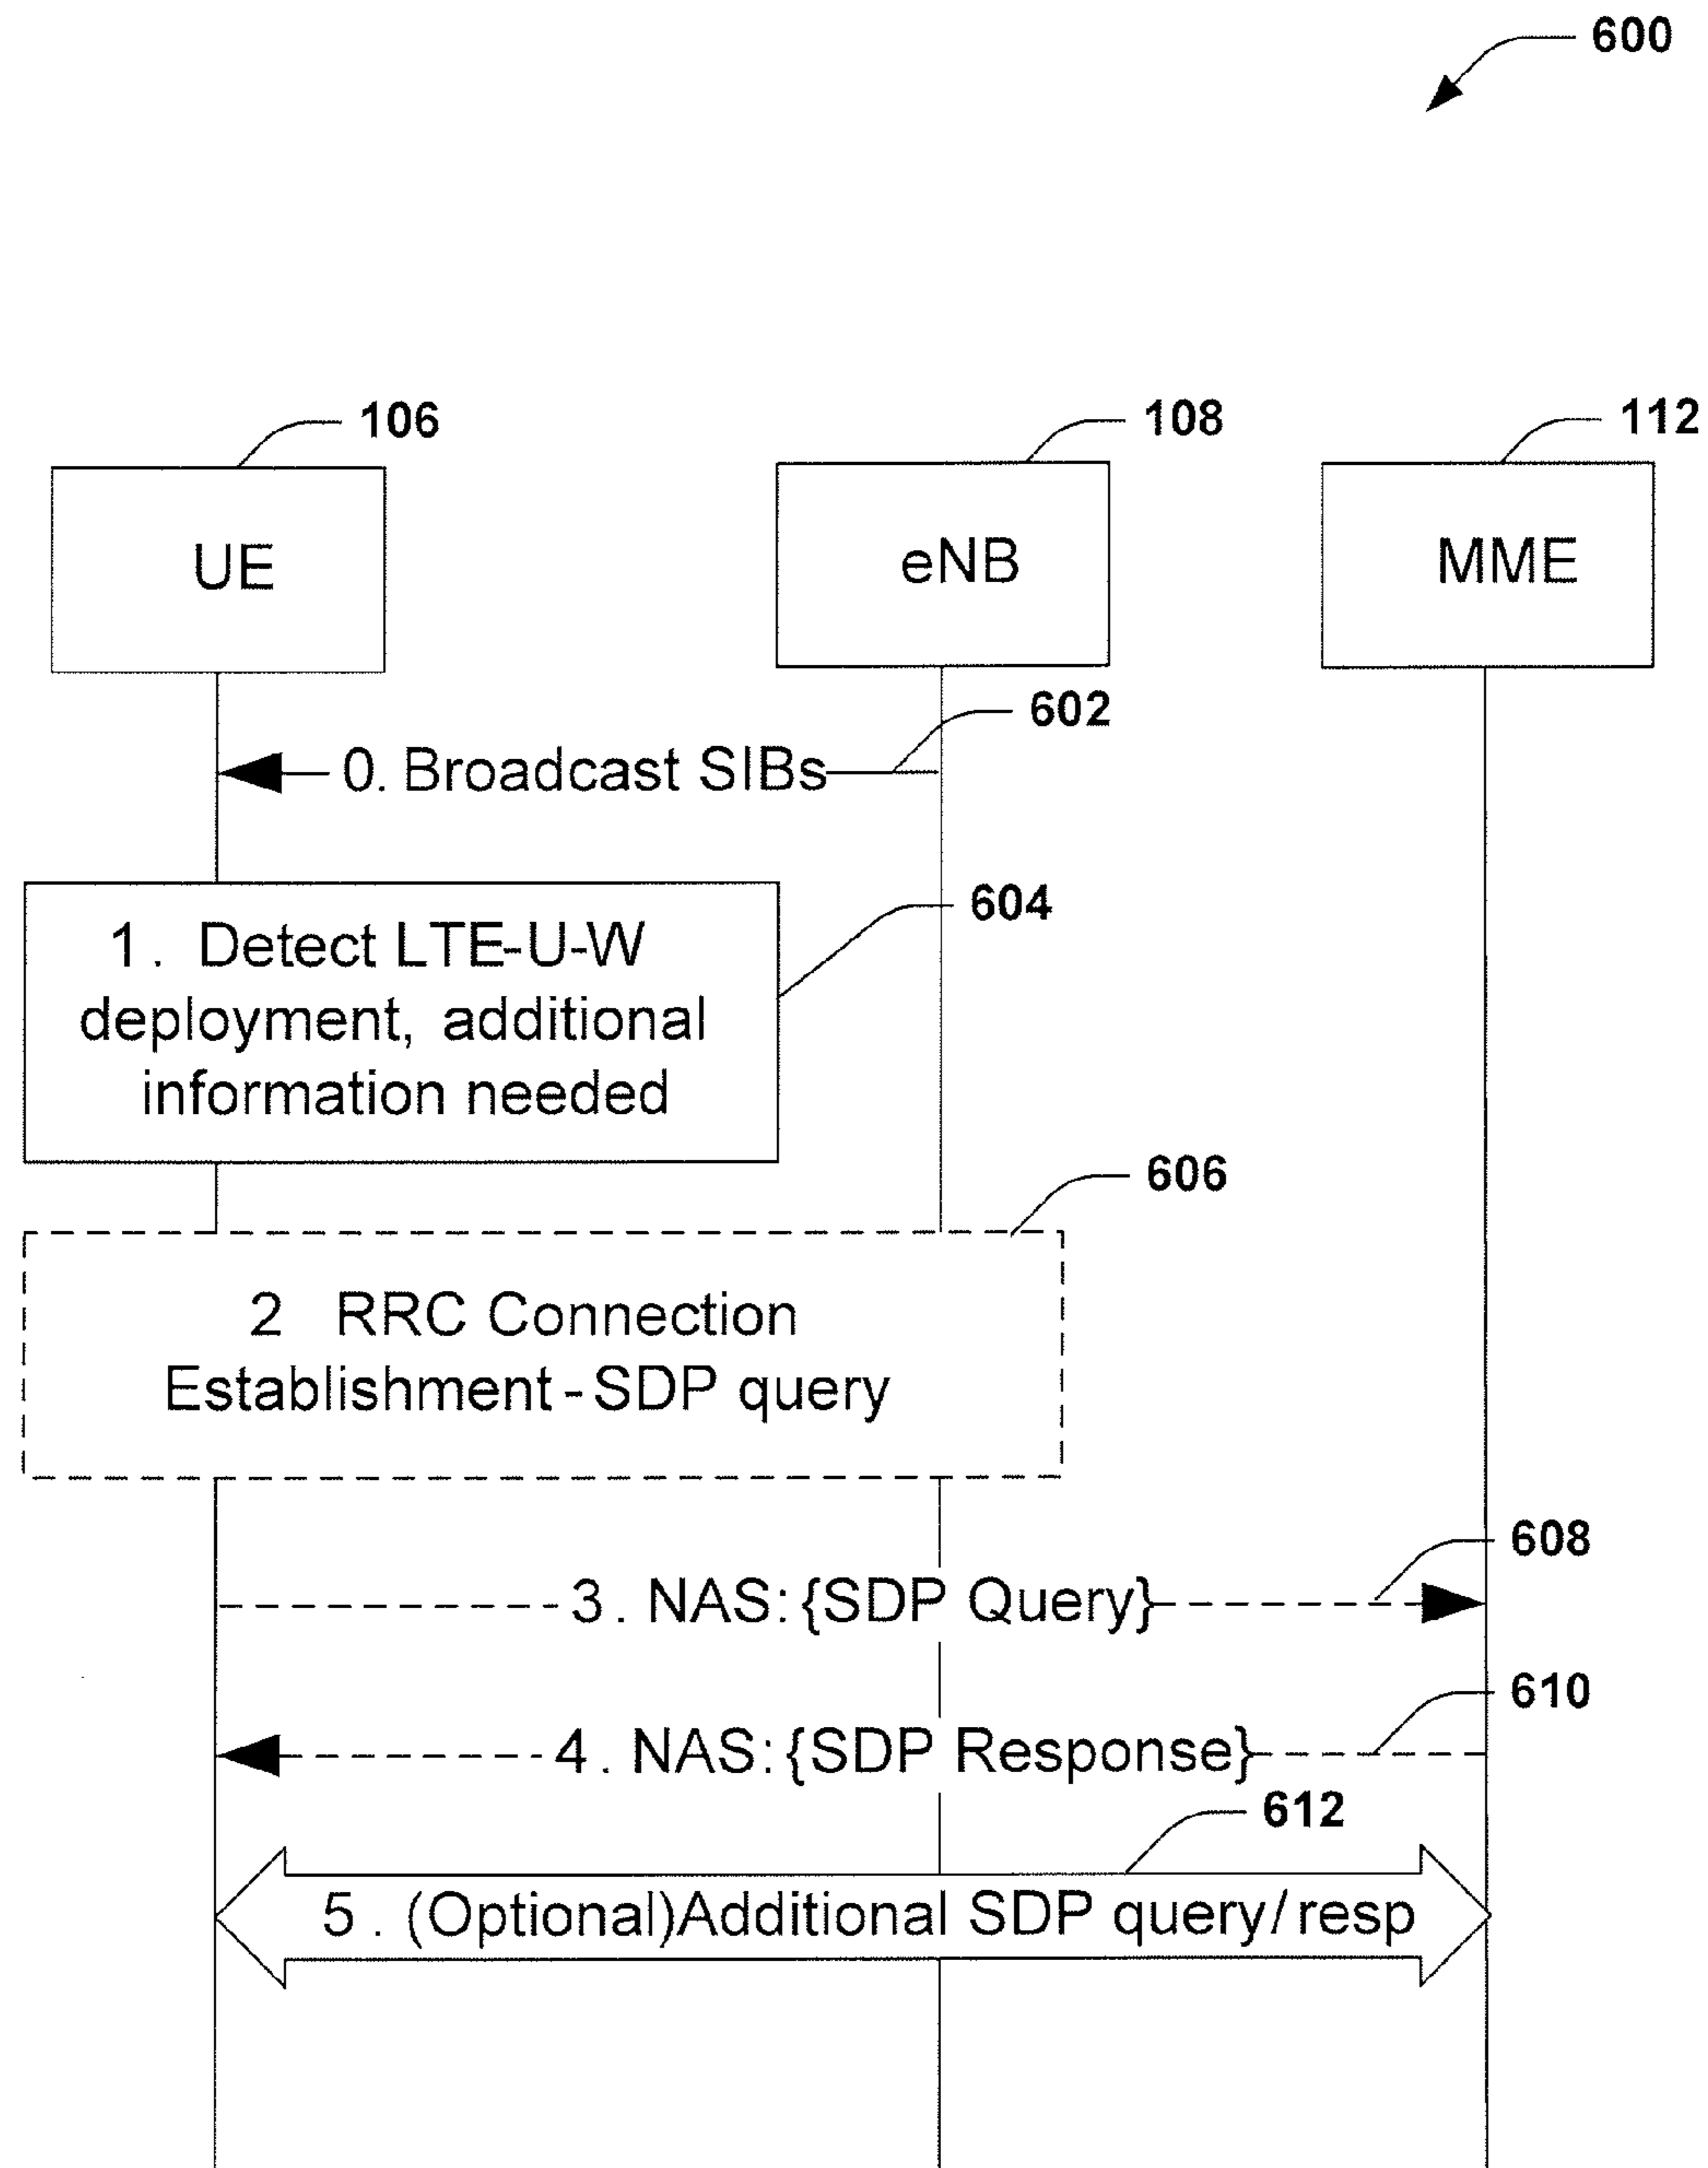 600
106
108
112
UE
eNB
MME
602
0. Broadcast SIBs
604
1. Detect LTE-U-W
deployment, additional
information needed
606
2 RRC Connection
Establishment-SDP query
608
3. NAS:{SDP Query}
610
4. NAS:{SDP Response}
612
5. (Optional)Additional SDP query/resp